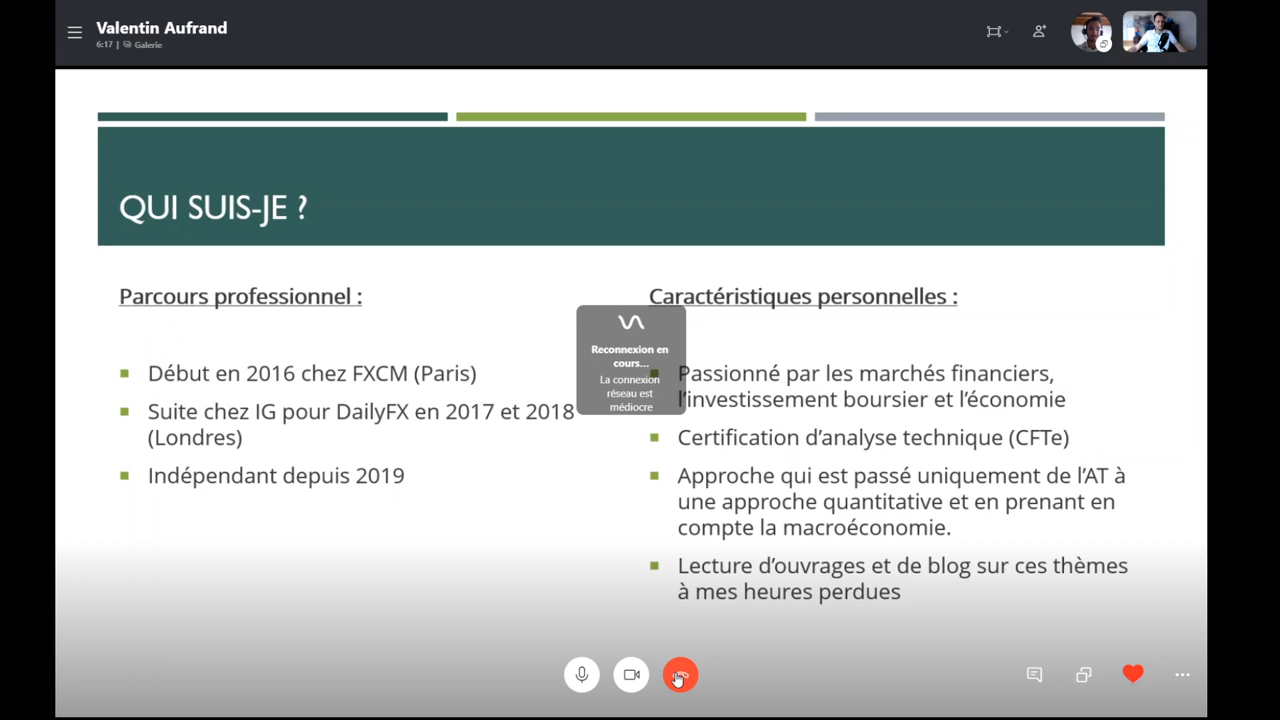 Valentin Aufrand
6:17 | Galerie
QUI SUIS-JE ?
Parcours professionnel :
Début en 2016 chez FXCM (Paris)
Suite chez IG pour DailyFX en 2017 et 2018
(Londres)
Indépendant depuis 2019
Reconnexion en
cours...
La connexion
réseau est
médiocre
Caractéristiques personnelles :
Passionné par les marchés financiers,
l'investissement boursier et l'économie
Certification d'analyse technique (CFTe)
Approche qui est passé uniquement de l'AT à
une approche quantitative et en prenant en
compte la macroéconomie.
Lecture d'ouvrages et de blog sur ces thèmes
à mes heures perdues